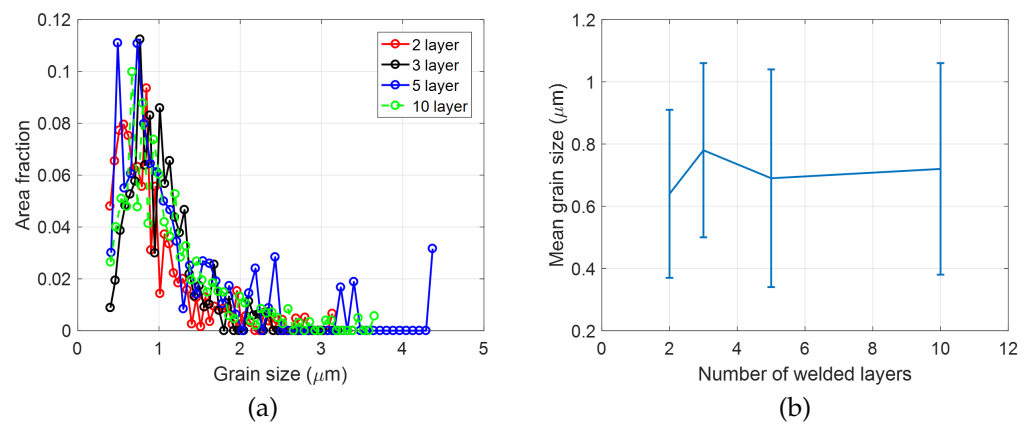 0.12
0.1
0.08
0.06
0.04
0.02
0
Area fraction
2 layer
3 layer
5 layer
10 layer
0 1 2 3 4 5
Grain size (μm)
(a)
1.2
1
0.8
0.6
0.4
0.2
Mean grain size (μm)
0 2 4 6 8 10 12
Number of welded layers
(b)